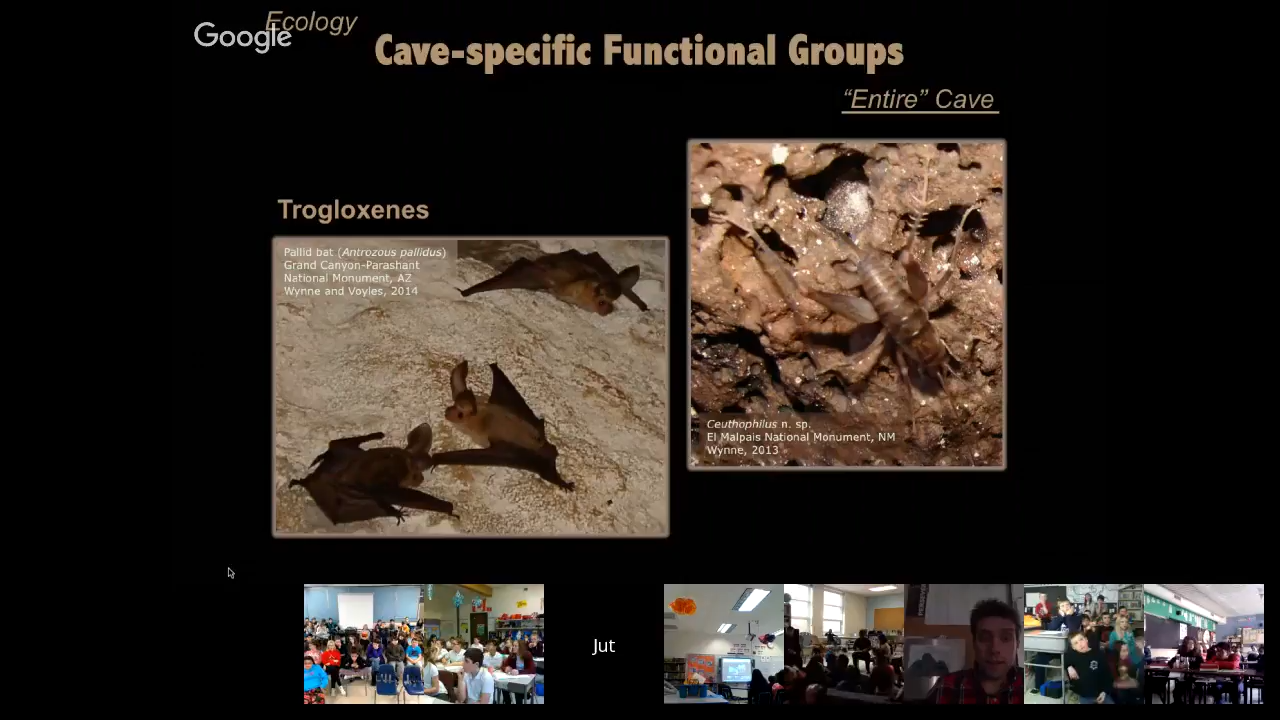 Ecology
Google
Cave-specific Functional Groups
“Entire” Cave
Trogloxenes
Pallid bat (Antrozous pallidus)
Grand Canyon-Parashant
National Monument, AZ
Wynne and Voyles, 2014
Ceuthophilus n. sp.
El Malpais National Monument, NM
Wynne, 2013
Jut